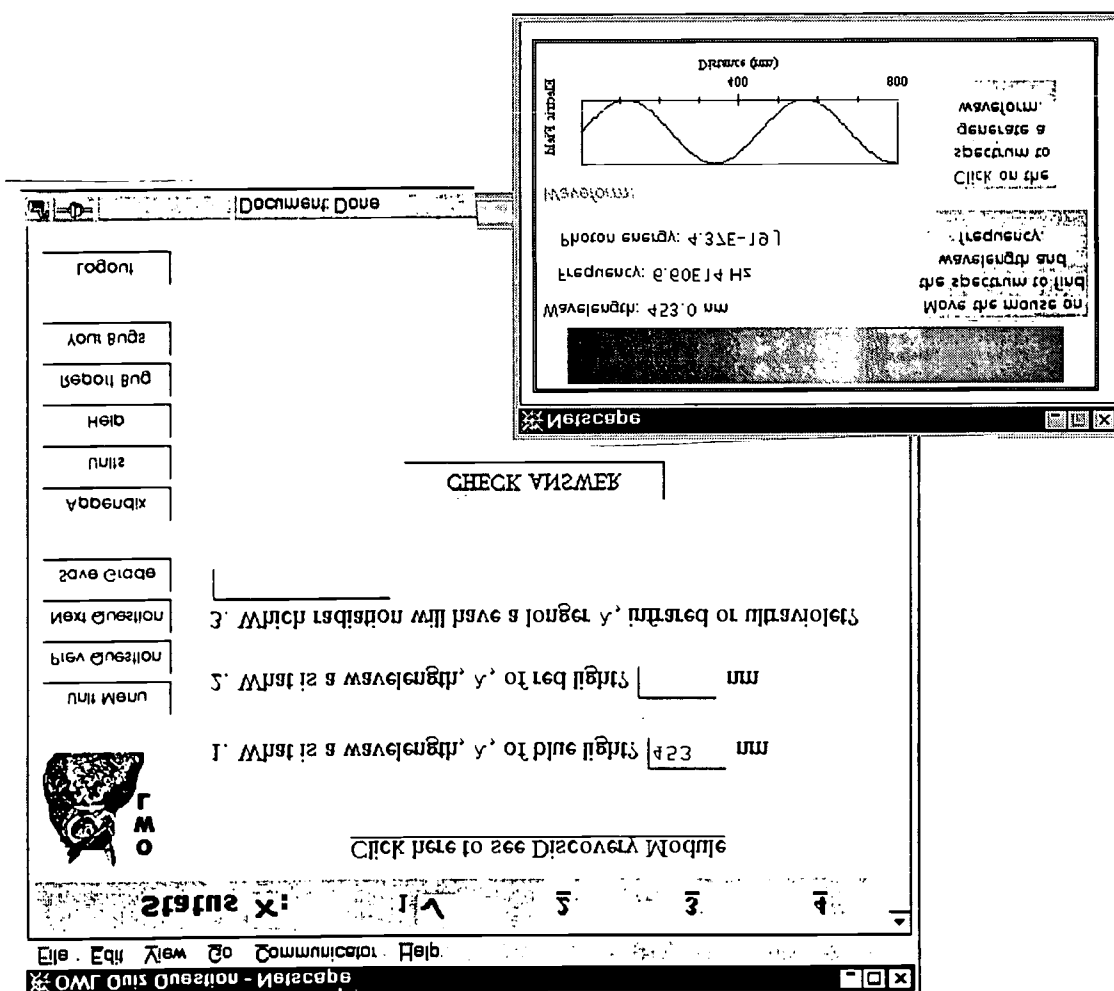 OWL Quiz Question - Netscape
File Edit View Go Communicator Help
Status X: 1 ✓ 2 3 4
O
W
L
Click here to see Discovery Module
1. What is a wavelength, λ, of blue light? 453 nm
2. What is a wavelength, λ, of red light? nm
3. Which radiation will have a longer λ, infrared or ultraviolet?
CHECK ANSWER
Unit Menu
Prev Question
Next Question
Save Grade
Appendix
Units
Help
Report Bug
Your Bugs
Logout
Document Done
Netscape
Wavelength: 453.0 nm
Frequency: 6.60E14 Hz
Photon energy: 4.37E-19 J
Move the mouse on
the spectrum to find
wavelength and
frequency.
Waveform:
Click on the
spectrum to
generate a
waveform.
Electric Field
400 800
Distance (nm)